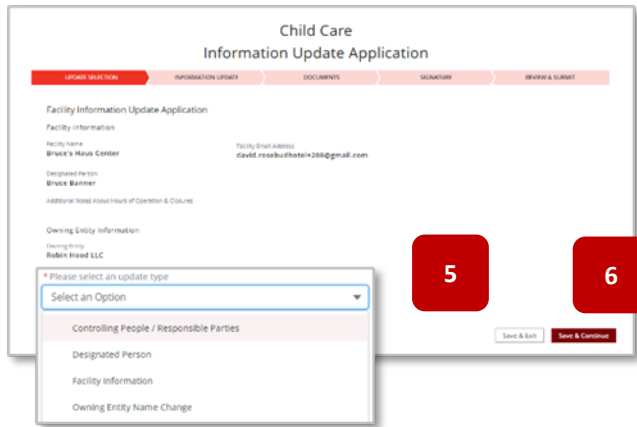 Child Care
Information Update Application
UPDATE SELECTION
INFORMATION UPDATE
DOCUMENTS
SIGNATURE
REVIEW & SUBMIT
Facility Information Update Application
Facility Information
Facility Name
Facility Email Address
Bruce's Haus Center
david.rosebudhotel+288@gmail.com
Designated Person
Bruce Banner
Additional Notes About Hours of Operation & Closures
Owning Entity Information
Owning Entity
Robin Hood LLC
* Please select an update type
Select an Option
Controlling People / Responsible Parties
Designated Person
Facility Information
Owning Entity Name Change
5
6
Save & Exit
Save & Continue